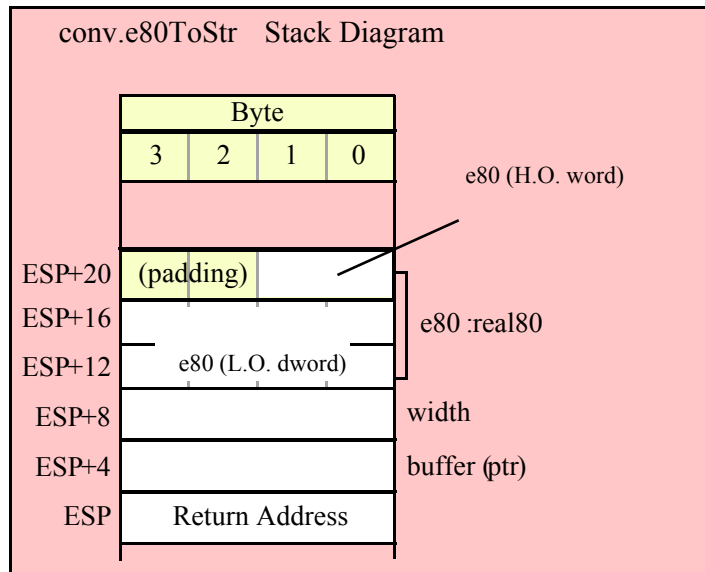 conv.e80ToStr Stack Diagram
Byte
3 2 1 0
e80 (H.O. word)
ESP+20 (padding)
ESP+16
e80 :real80
ESP+12 e80 (L.O. dword)
ESP+8 width
ESP+4 buffer (ptr)
ESP Return Address